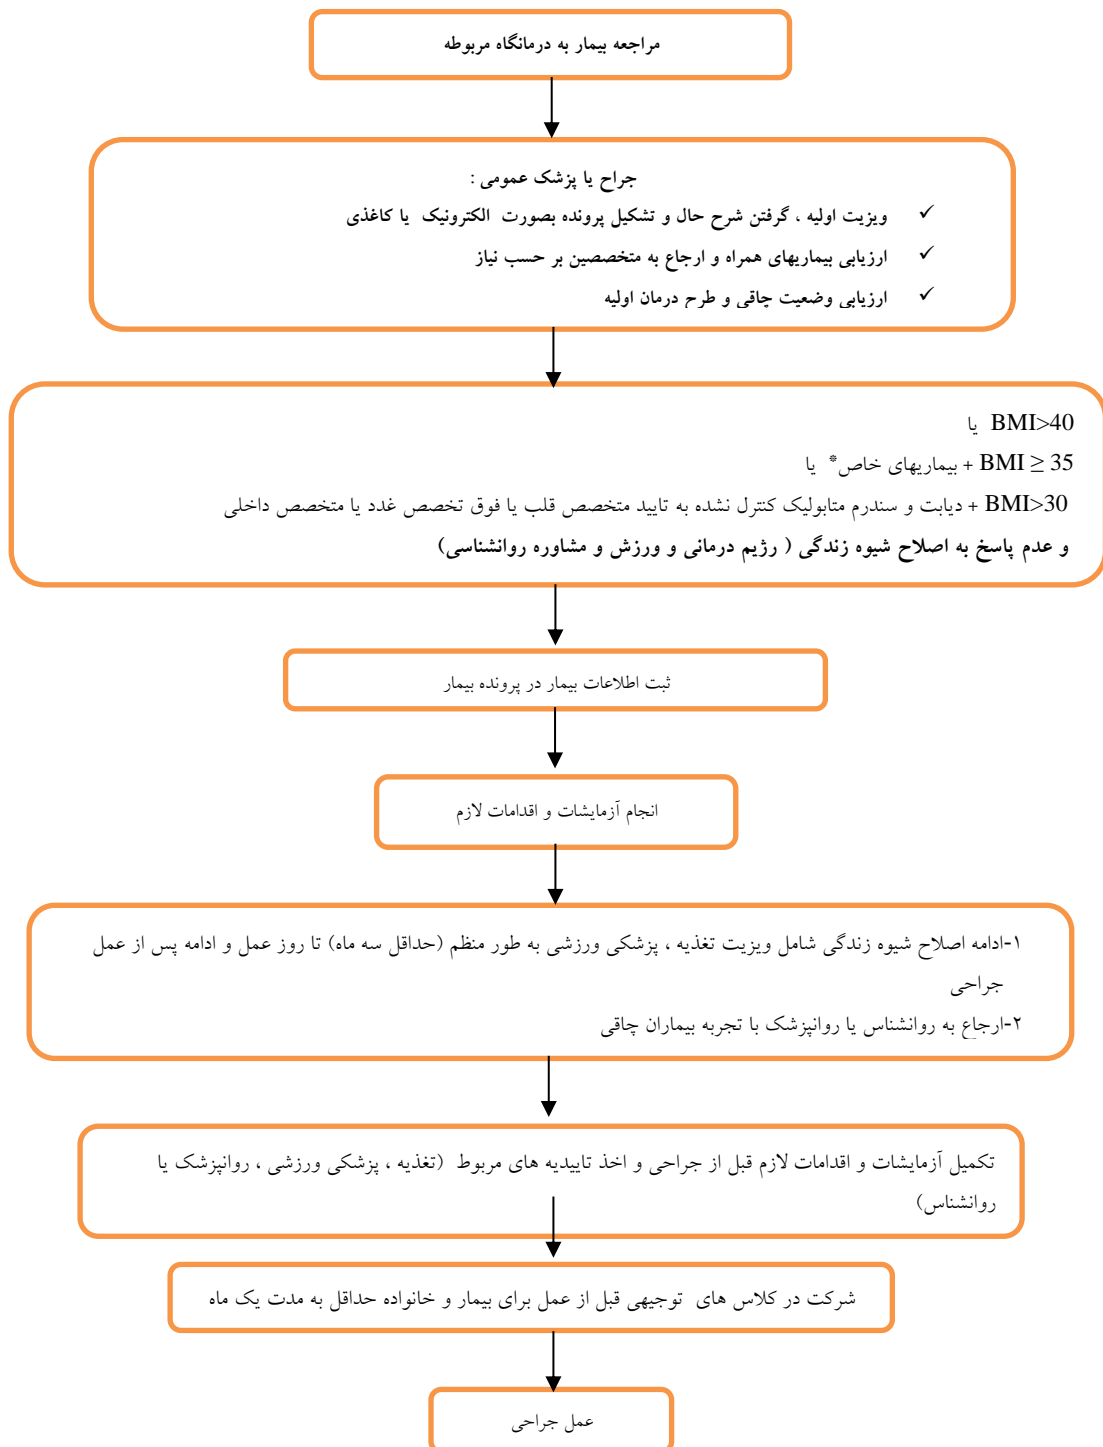 مراجعه بیمار به درمانگاه مربوطه
جراح یا پزشک عمومی :
✓ ویزیت اولیه ، گرفتن شرح حال و تشکیل پرونده بصورت الکترونیک یا کاغذی
✓ ارزیابی بیماریهای همراه و ارجاع به متخصصین بر حسب نیاز
✓ ارزیابی وضعیت چاقی و طرح درمان اولیه
BMI>40 یا
BMI ≥ 35 + بیماریهای خاص* یا
BMI>30 + دیابت و سندرم متابولیک کنترل نشده به تایید متخصص قلب یا فوق تخصص غدد یا متخصص داخلی
و عدم پاسخ به اصلاح شیوه زندگی ( رژیم درمانی و ورزش و مشاوره روانشناسی)
ثبت اطلاعات بیمار در پرونده بیمار
انجام آزمایشات و اقدامات لازم
۱-ادامه اصلاح شیوه زندگی شامل ویزیت تغذیه ، پزشکی ورزشی به طور منظم (حداقل سه ماه) تا روز عمل و ادامه پس از عمل
جراحی
۲-ارجاع به روانشناس یا روانپزشک با تجربه بیماران چاقی
تکمیل آزمایشات و اقدامات لازم قبل از جراحی و اخذ تاییدیه های مربوط (تغذیه ، پزشکی ورزشی ، روانپزشک یا
روانشناس)
شرکت در کلاس های توجیهی قبل از عمل برای بیمار و خانواده حداقل به مدت یک ماه
عمل جراحی